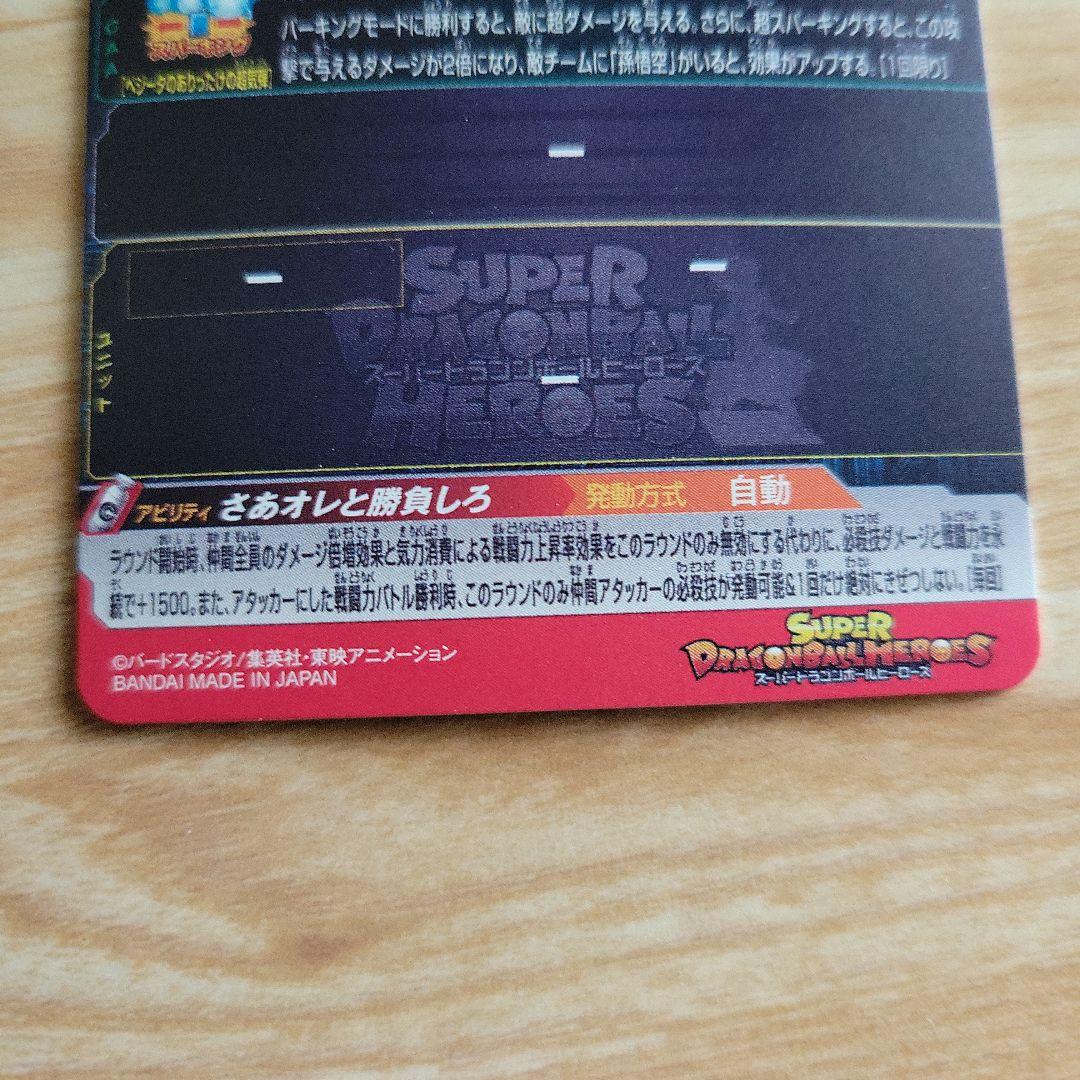 CAA
スパーキング
[ベジータのありったけの超気弾]
パーキングモードに勝利すると、敵に超ダメージを与える。さらに、超スパーキングすると、この攻
撃で与えるダメージが2倍になり、敵チームに「孫悟空」がいると、効果がアップする。[1回限り]
-
ユニット
-
-
-
SUPER
DRAGONBALL
スーパードラゴンボールヒーローズ
HEROES
アビリティ さあオレと勝負しろ 発動方式 自動
ラウンド開始時、仲間全員のダメージ倍増効果と気力消費による戦闘力上昇率効果をこのラウンドのみ無効にする代わりに、必殺技ダメージと戦闘力を永
続で+1500。また、アタッカーにした戦闘力バトル勝利時、このラウンドのみ仲間アタッカーの必殺技が発動可能&1回だけ絶対にきぜつしない。[毎回]
©バードスタジオ/集英社・東映アニメーション
BANDAI MADE IN JAPAN
SUPER
DRAGONBALL HEROES
スーパードラゴンボールヒーローズ